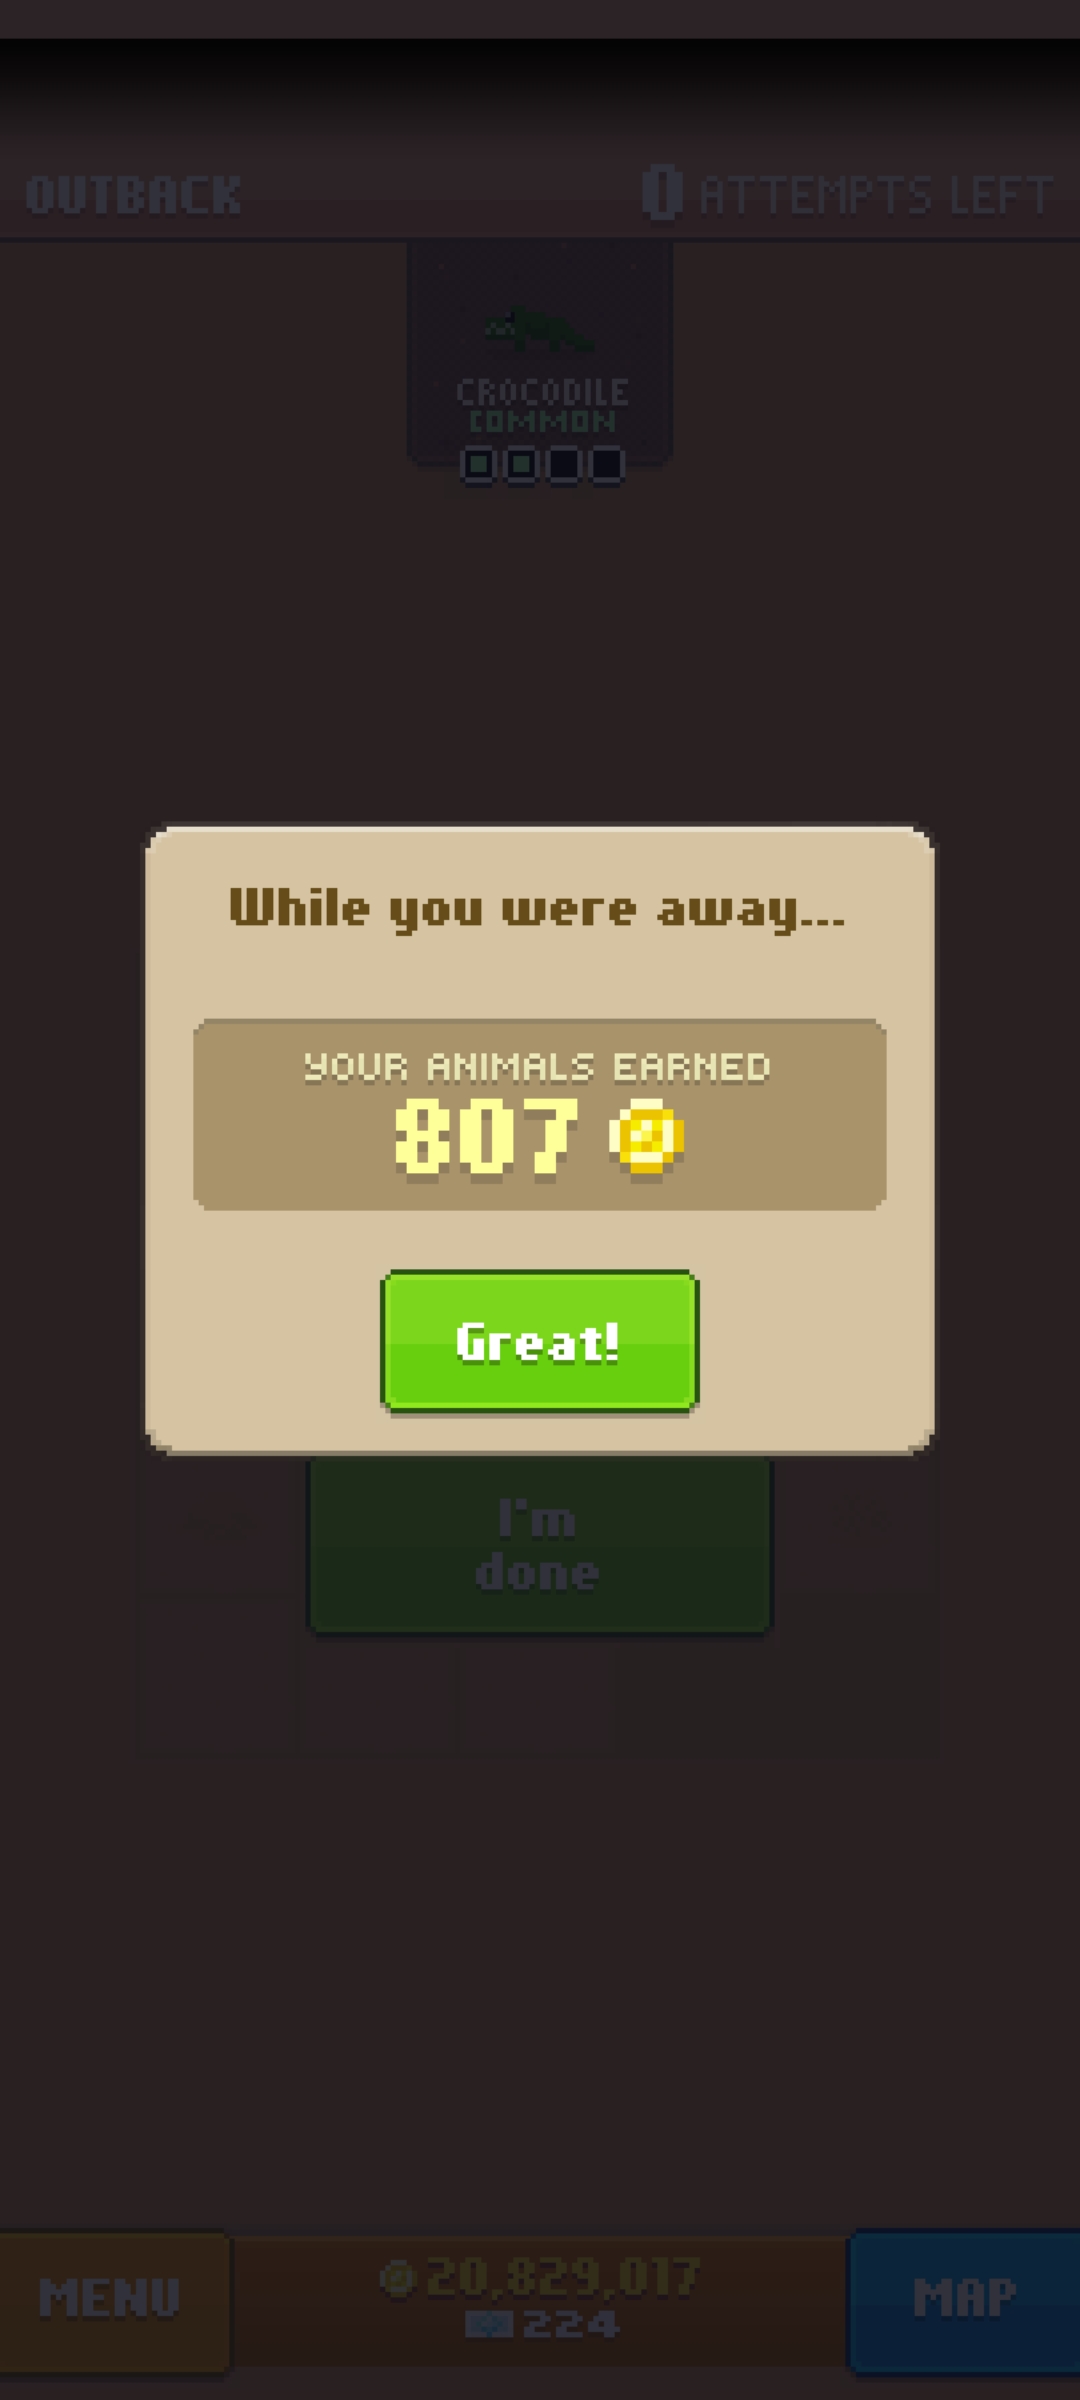 OUTBACK
0 ATTEMPTS LEFT
CROCODILE
COMMON
While you were away...
YOUR ANIMALS EARNED
807
Great!
I'm
done
MENU
20,829,017
224
MAP